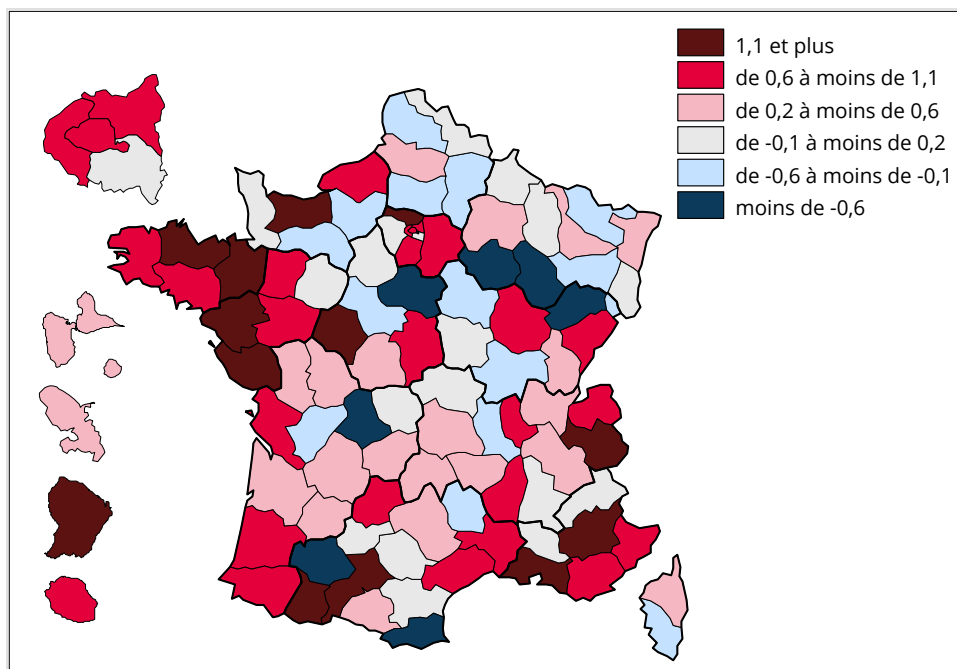 1,1 et plus
de 0,6 à moins de 1,1
de 0,2 à moins de 0,6
de -0,1 à moins de 0,2
de -0,6 à moins de -0,1
moins de -0,6